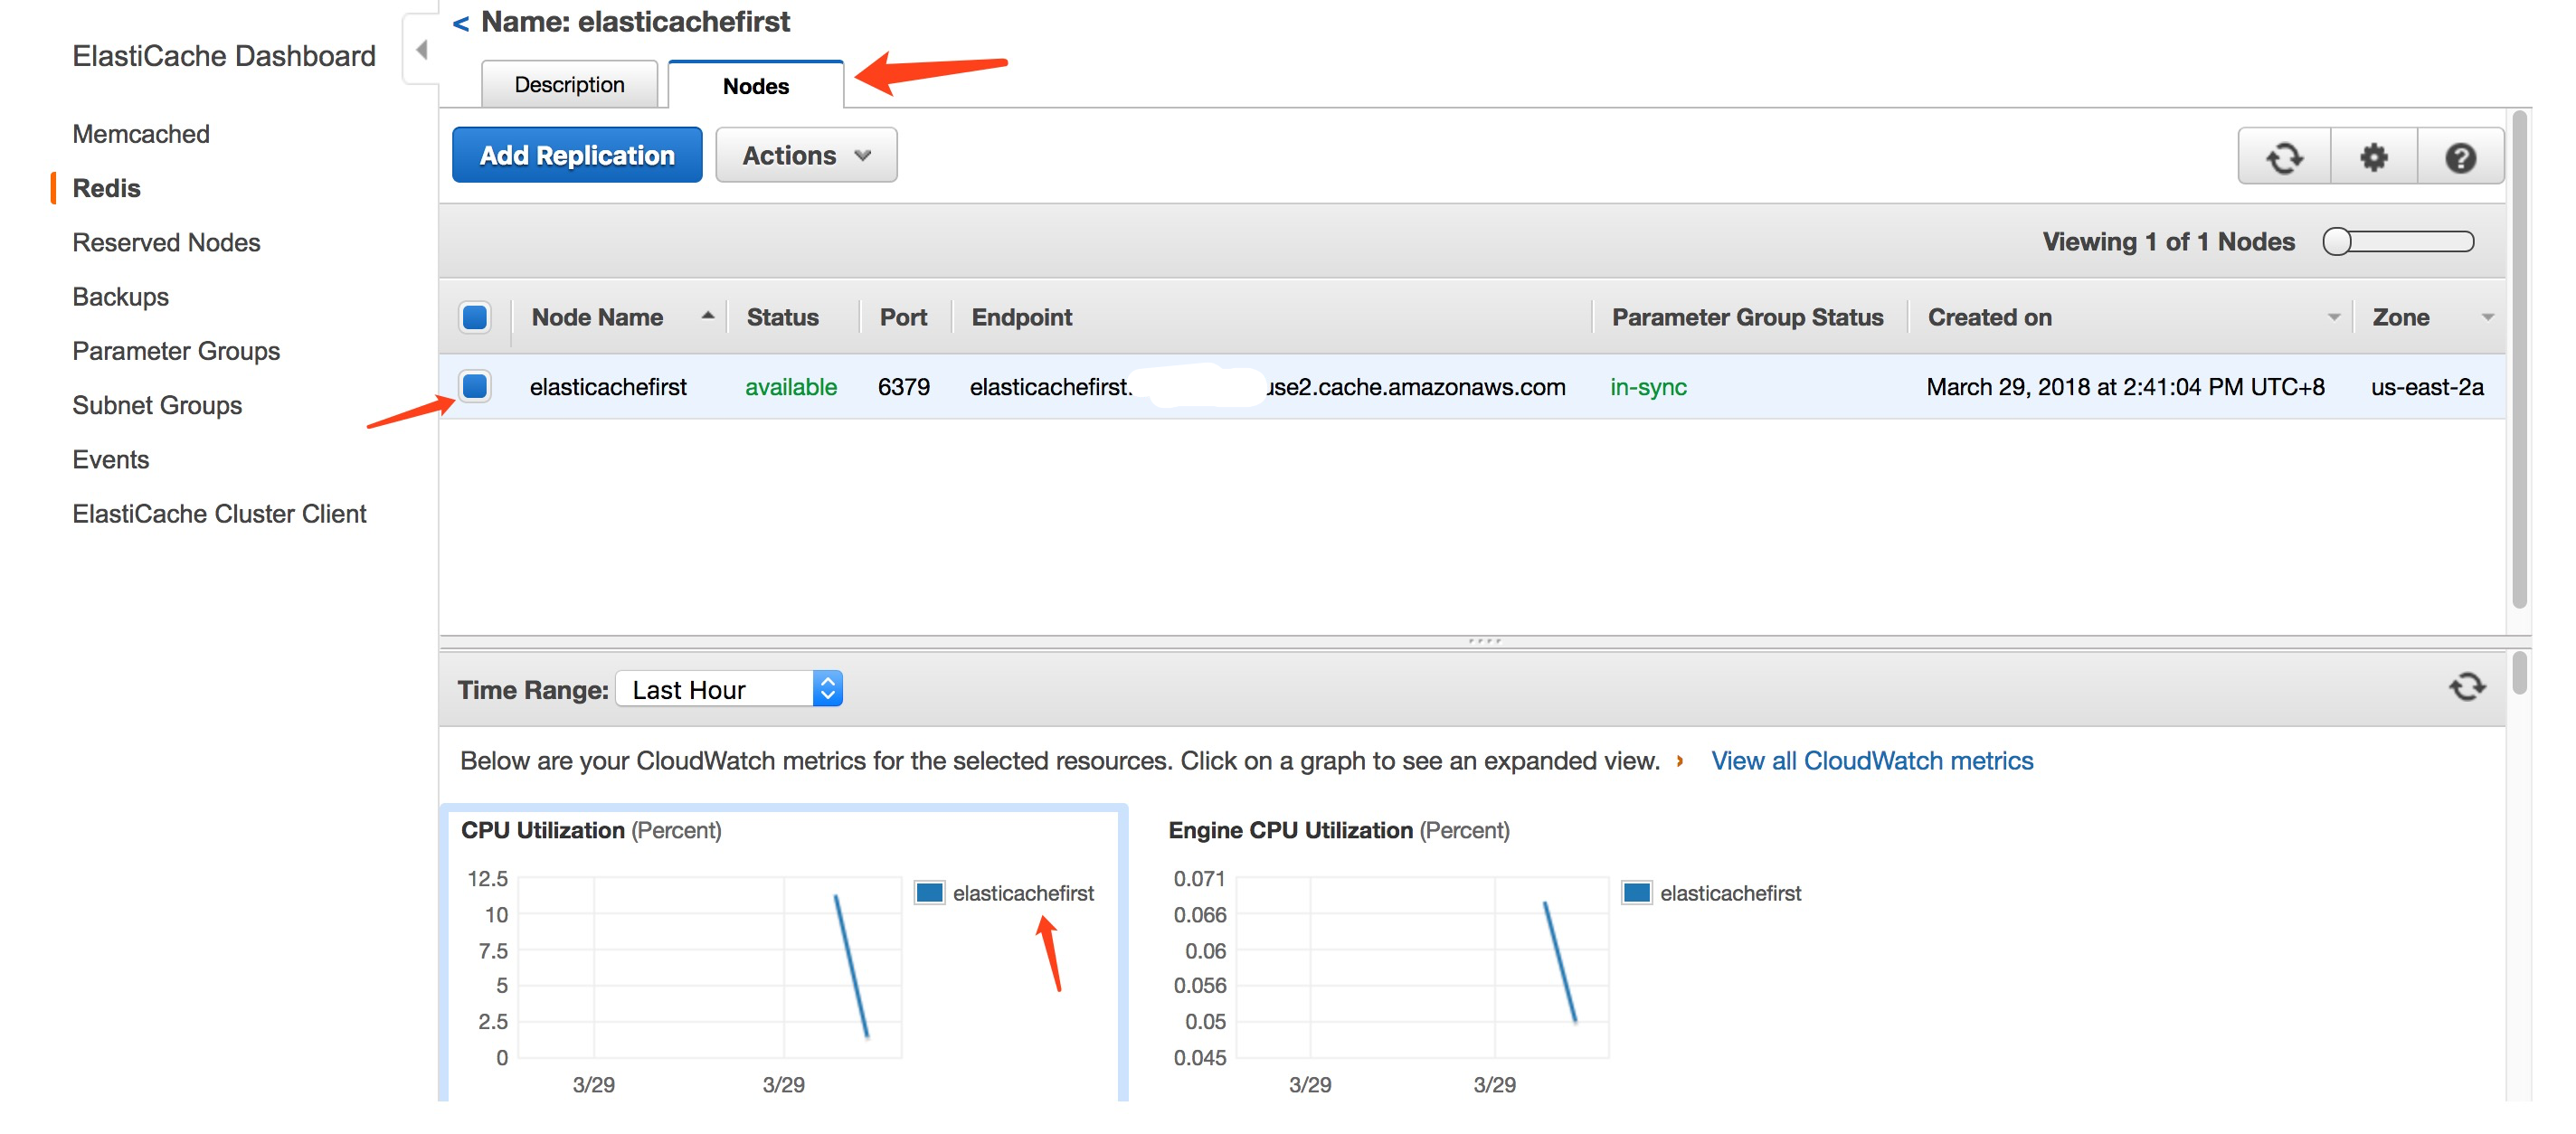 ElastiCache Dashboard
Memcached
Redis
Reserved Nodes
Backups
Parameter Groups
Subnet Groups
Events
ElastiCache Cluster Client
< Name: elasticachefirst
Description Nodes
Add Replication Actions
Viewing 1 of 1 Nodes
Node Name Status Port Endpoint Parameter Group Status Created on Zone
elasticachefirst available 6379 elasticachefirst. use2.cache.amazonaws.com in-sync March 29, 2018 at 2:41:04 PM UTC+8 us-east-2a
Time Range: Last Hour
Below are your CloudWatch metrics for the selected resources. Click on a graph to see an expanded view. › View all CloudWatch metrics
CPU Utilization (Percent)
12.5
10
7.5
5
2.5
0
3/29 3/29
elasticachefirst
Engine CPU Utilization (Percent)
0.071
0.066
0.06
0.056
0.05
0.045
3/29 3/29
elasticachefirst